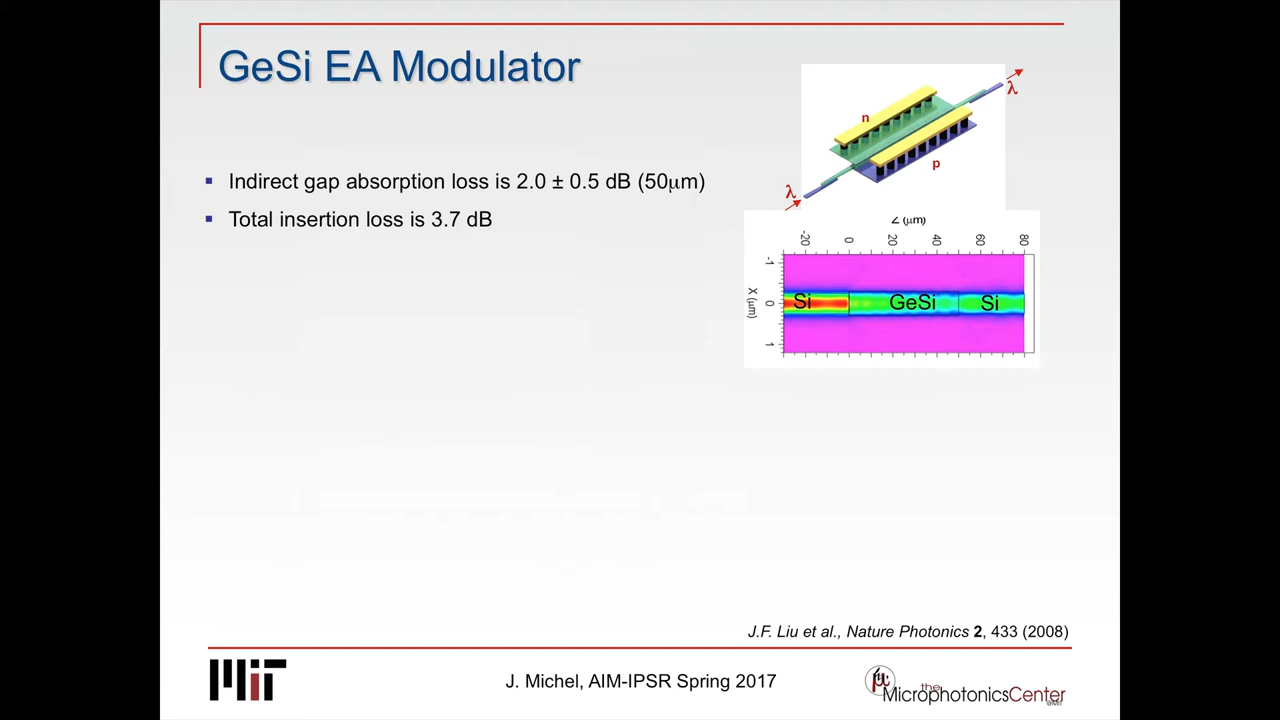 GeSi EA Modulator
n
λ
p
λ
Indirect gap absorption loss is 2.0 ± 0.5 dB (50μm)
Total insertion loss is 3.7 dB
∠ (μm)
-20 0 20 40 60 80
-1
0
1
X (μm)
Si GeSi Si
J.F. Liu et al., Nature Photonics 2, 433 (2008)
MIT
J. Michel, AIM-IPSR Spring 2017
μ
the
MicrophotonicsCenter
@MIT